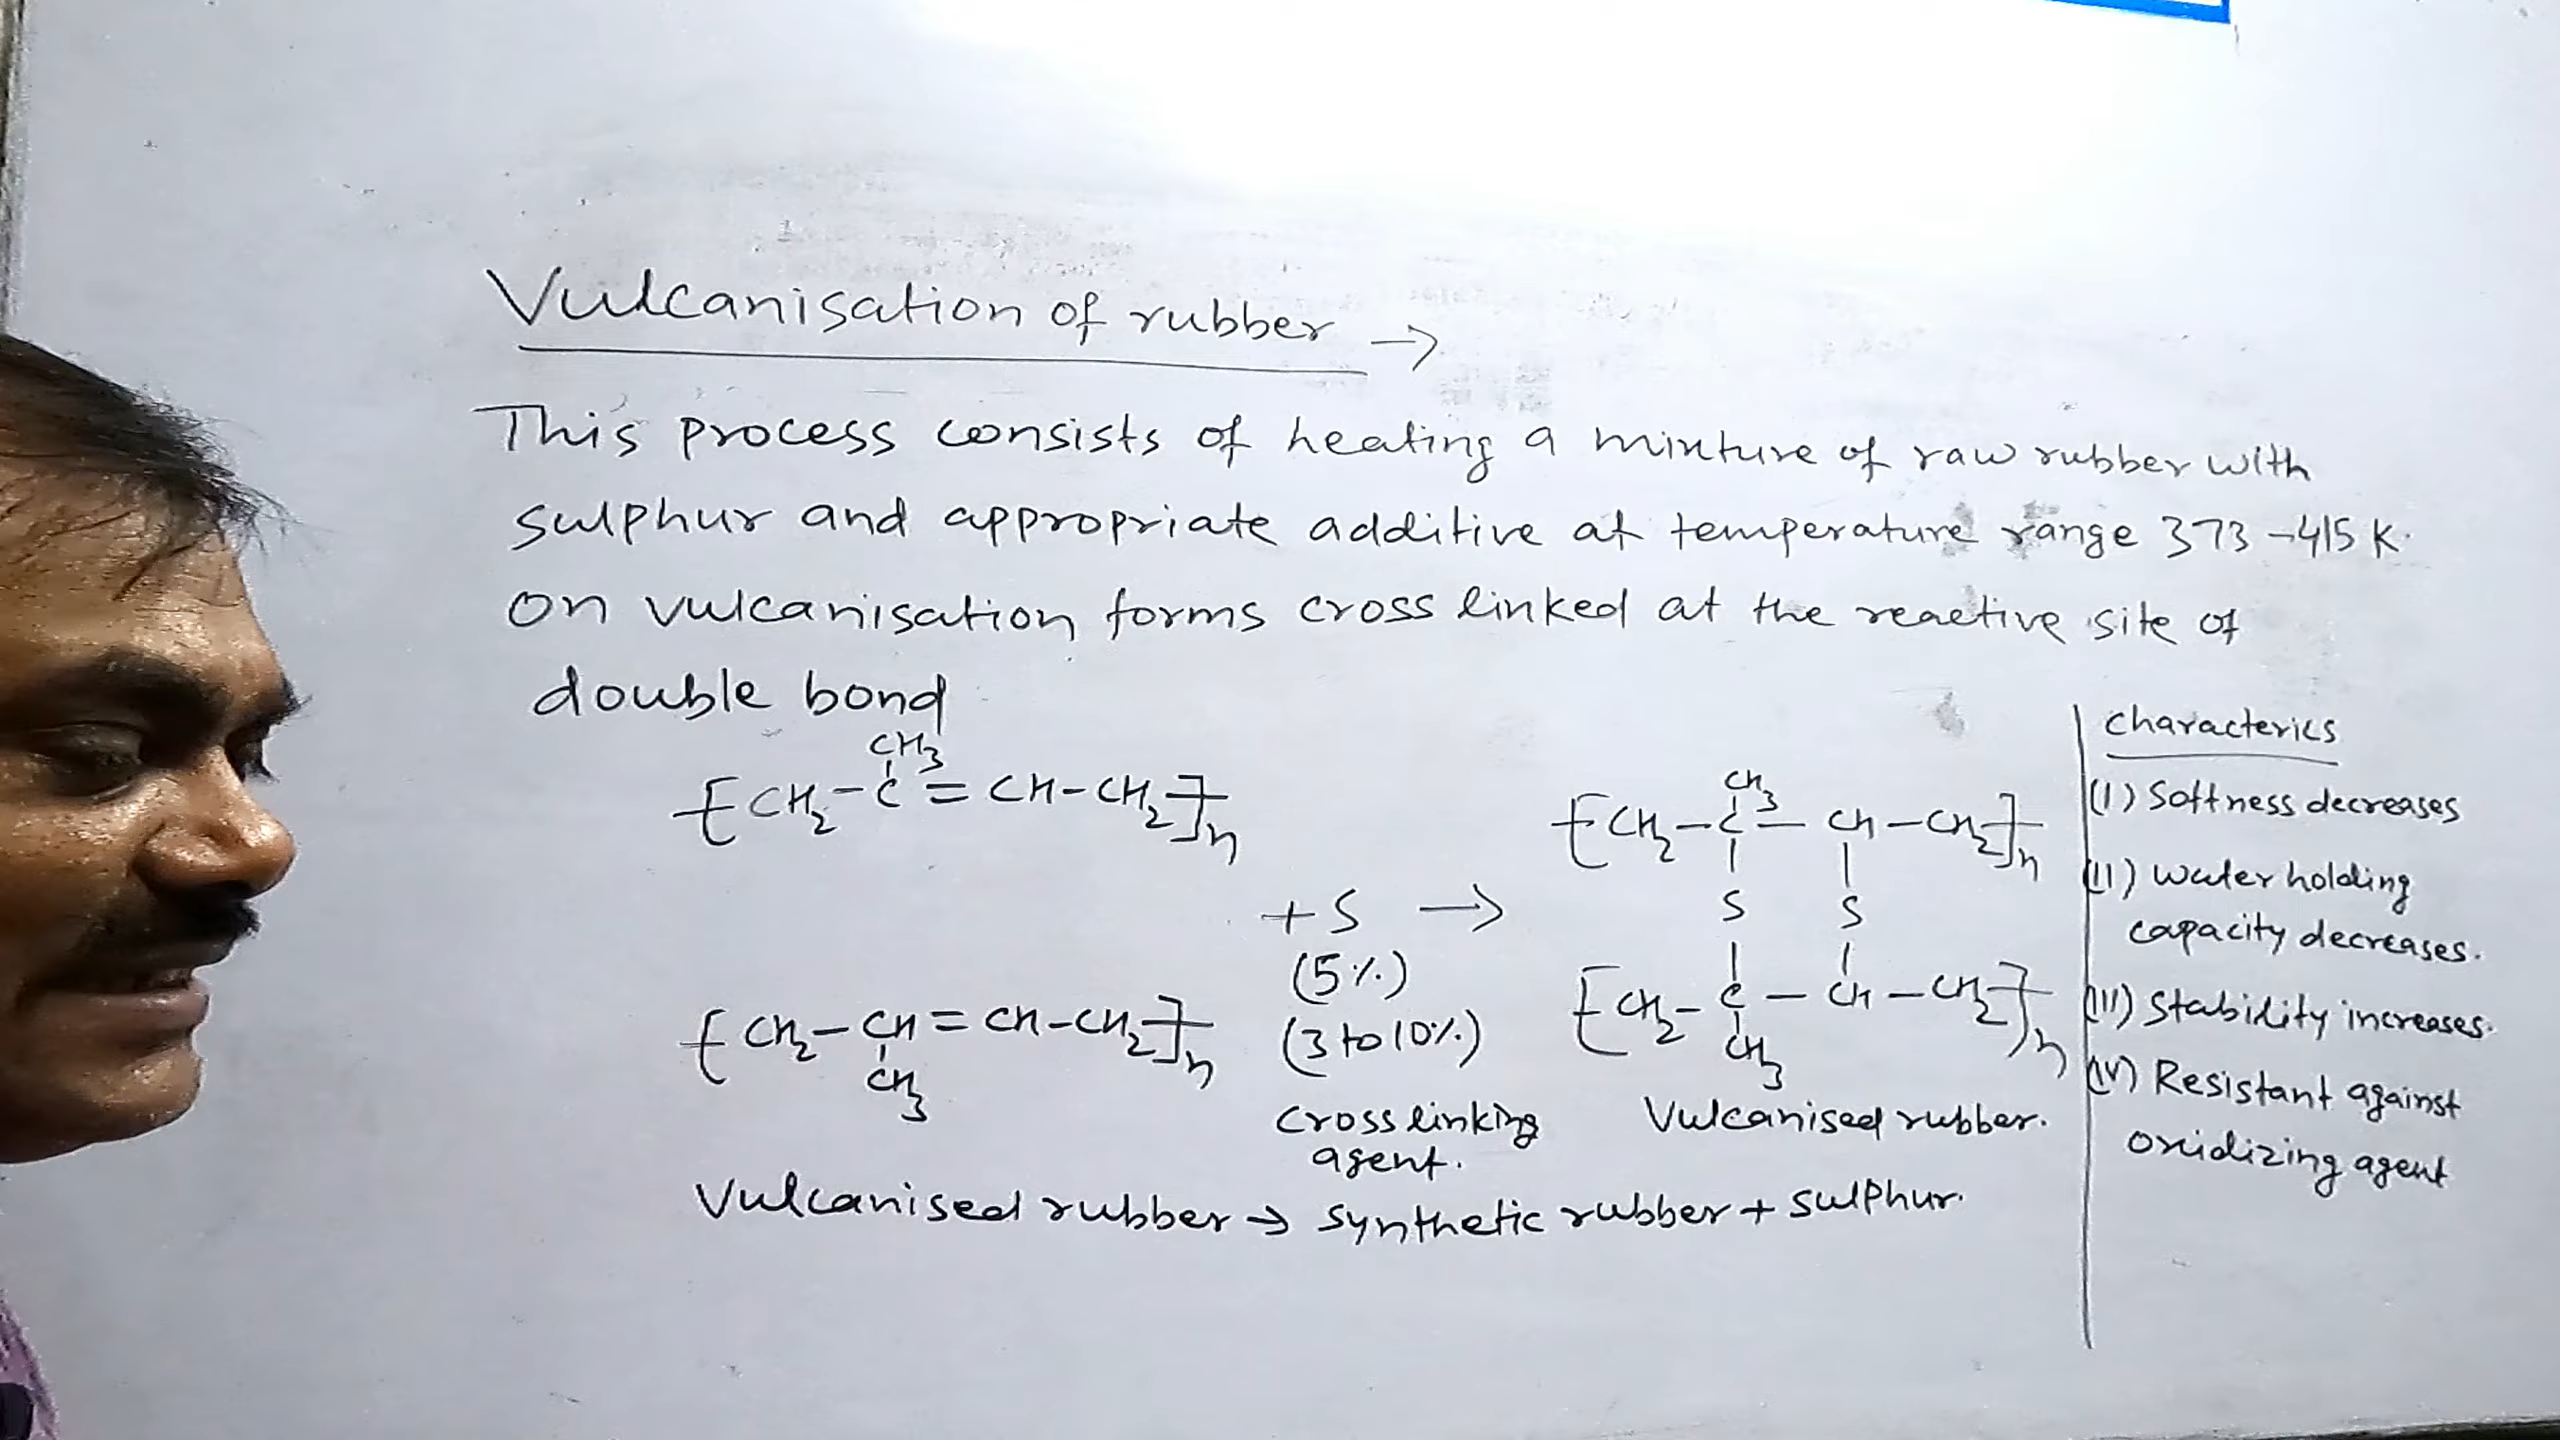 Vulcanisation of rubber →
This process consists of heating a mixture of raw rubber with
sulphur and appropriate additive at temperature range 373-415 K.
On vulcanisation forms cross linked at the reactive site of
double bond
CH3
[CH2-C=CH-CH2]n
+S →
(5%)
(3 to 10%)
[CH2-CH=CH-CH2]n
CH3
cross linking
agent.
CH3
[CH2-C-CH-CH2]n
S S
[CH2-C-CH-CH2]n
CH3
Vulcanised rubber.
Vulcanised rubber → synthetic rubber + sulphur.
characterics
(I) Softness decreases
(II) water holding
capacity decreases.
(III) Stability increases.
(IV) Resistant against
oxidizing agent